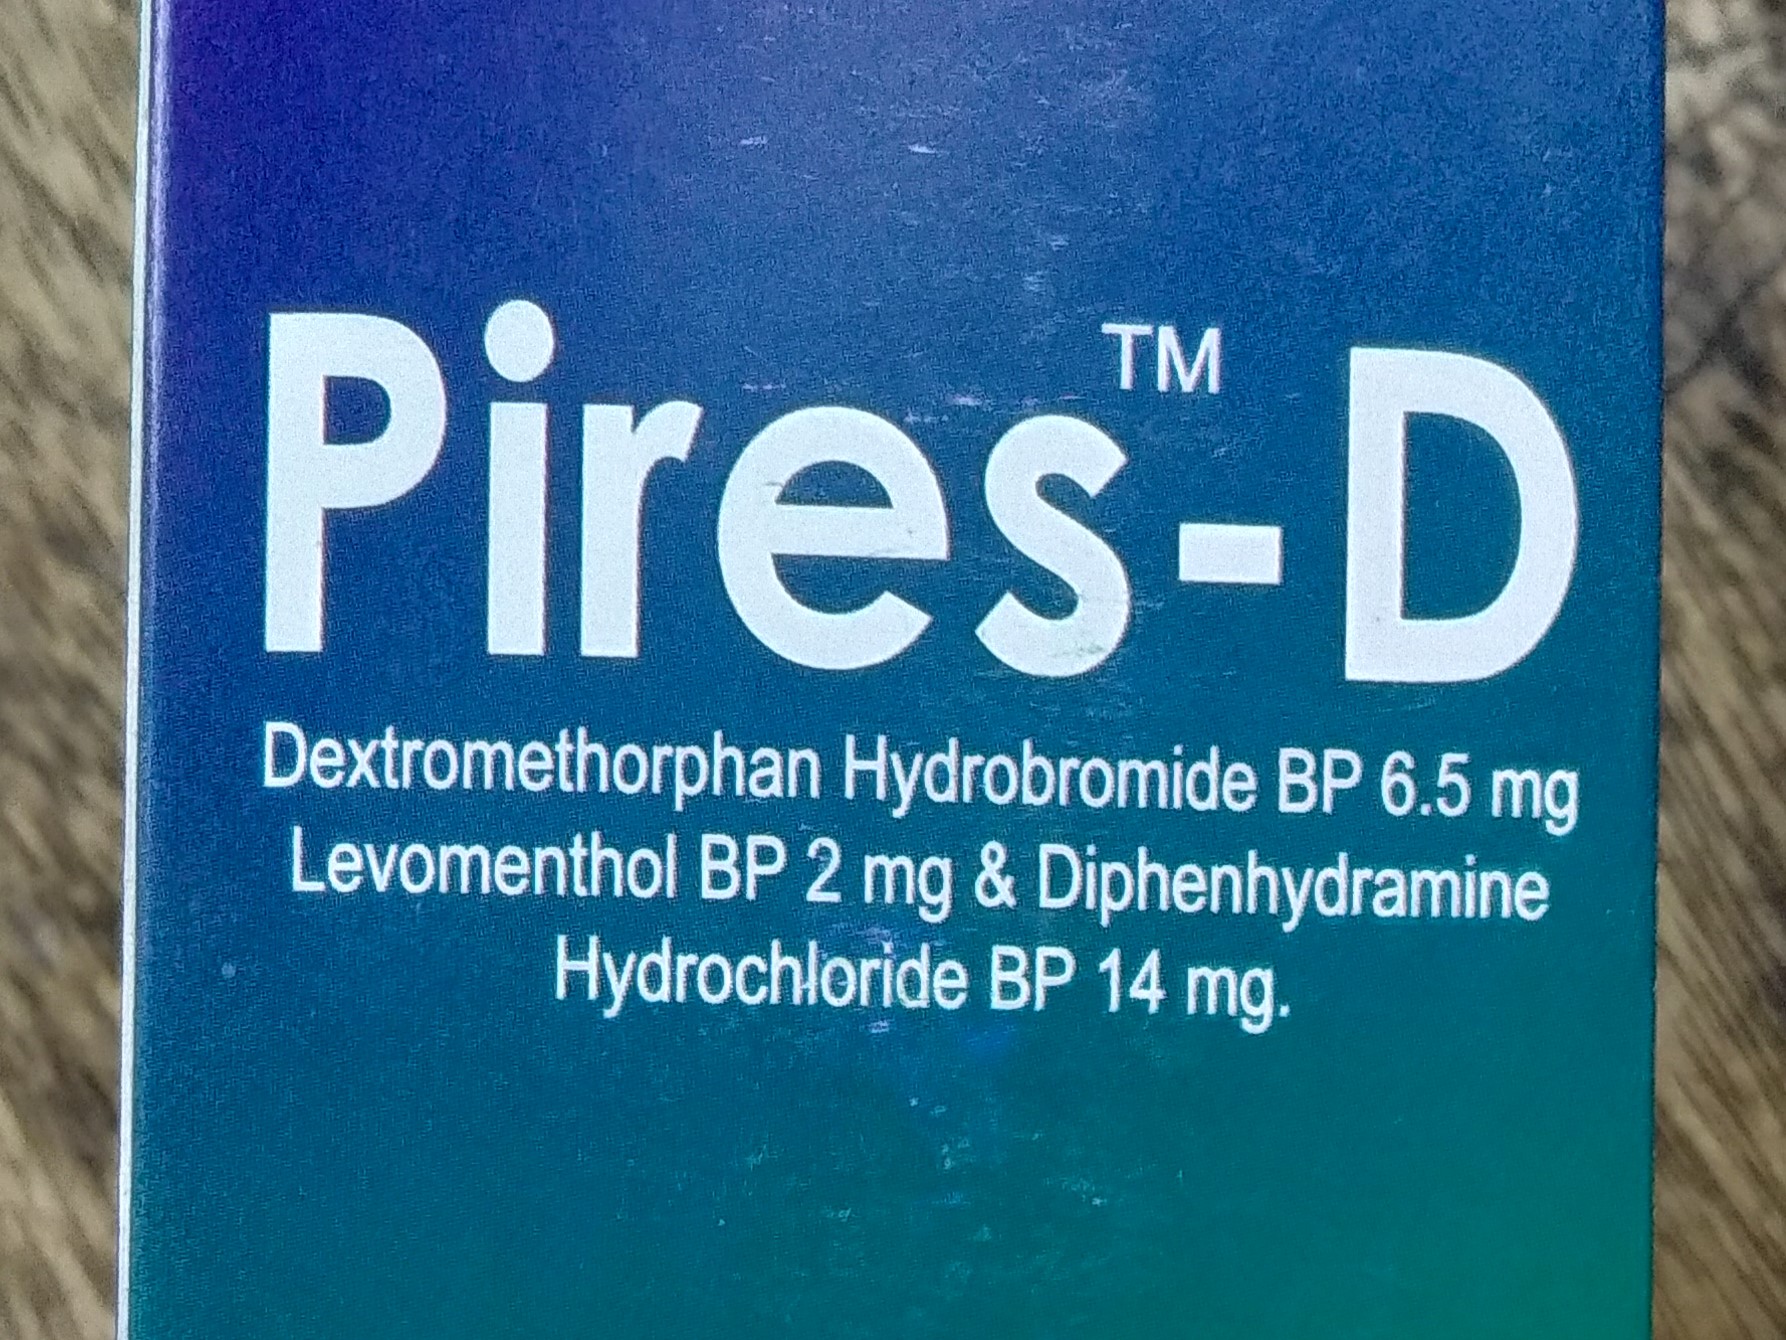 Pires™-D
Dextromethorphan Hydrobromide BP 6.5 mg
Levomenthol BP 2 mg & Diphenhydramine
Hydrochloride BP 14 mg.